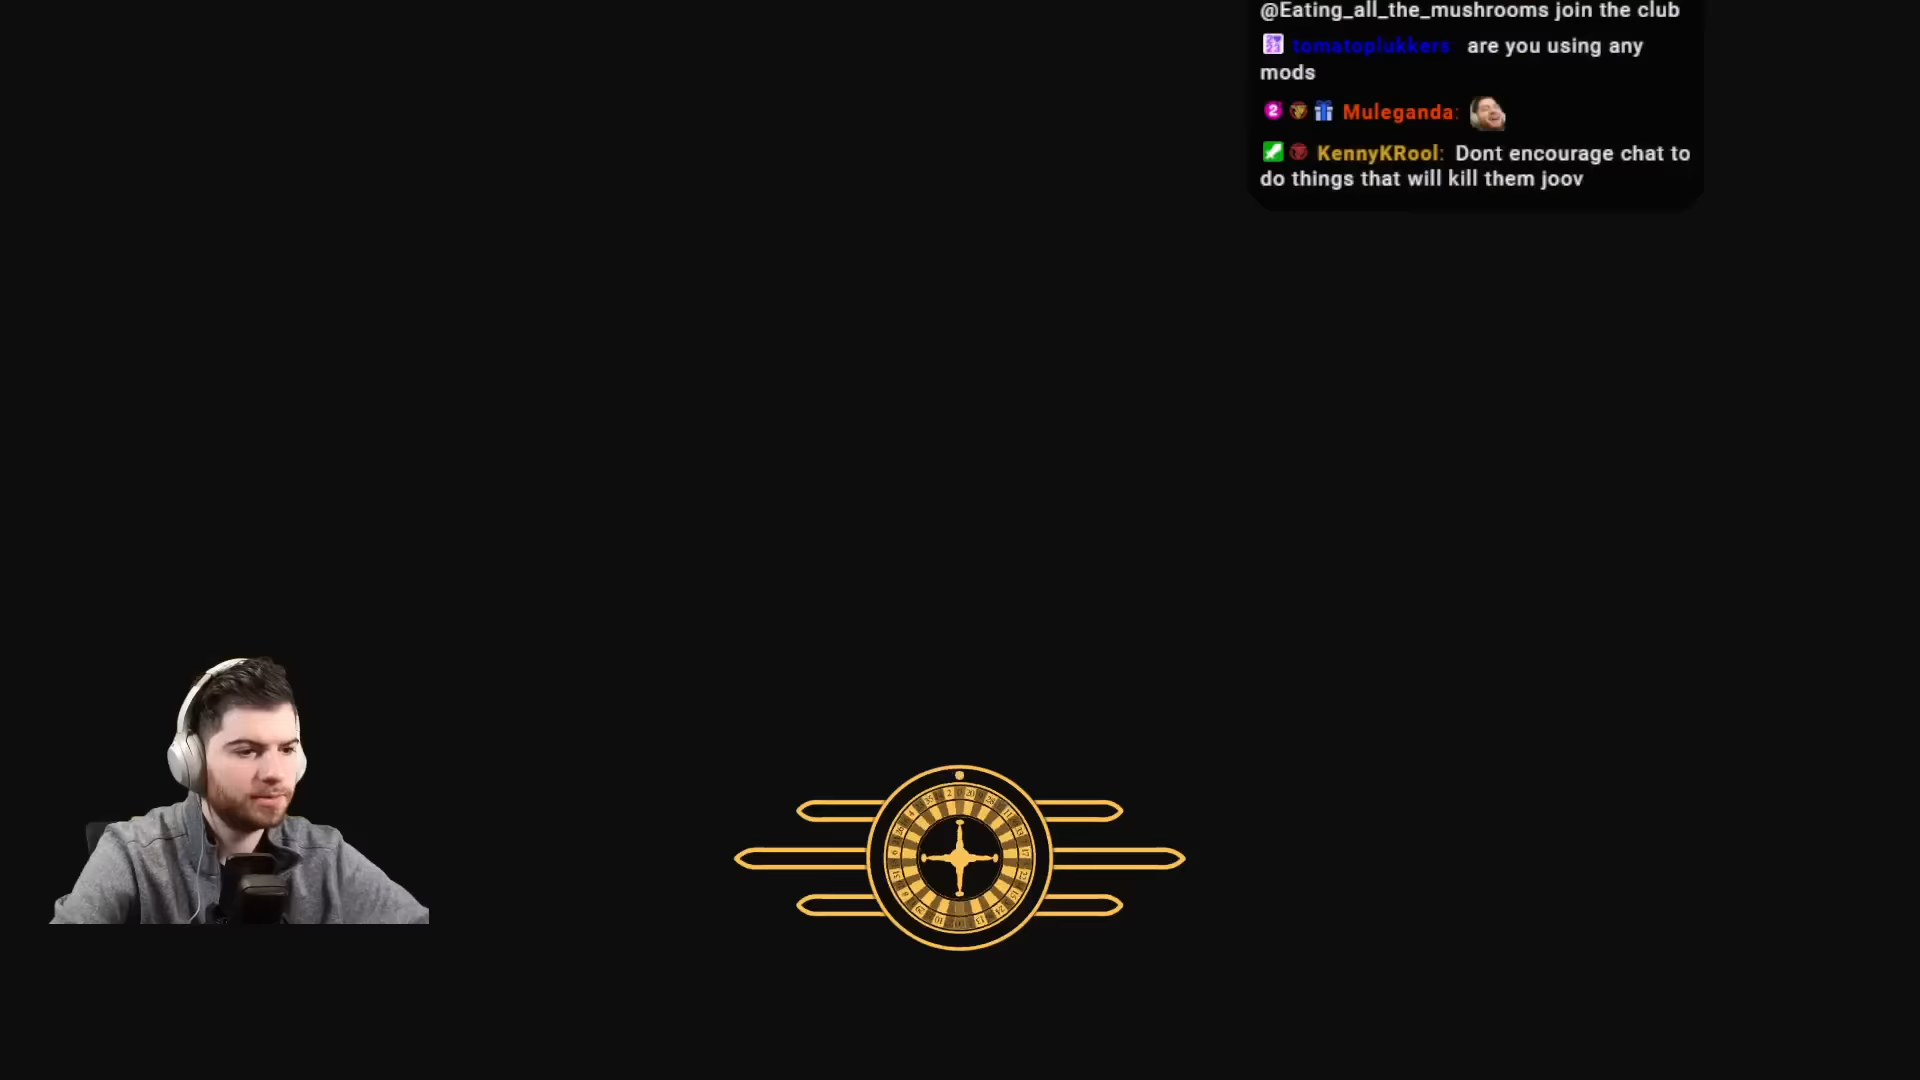 @Eating_all_the_mushrooms join the club
tomatoplukkers: are you using any
mods
2 Muleganda:
KennyKRool: Dont encourage chat to
do things that will kill them joov